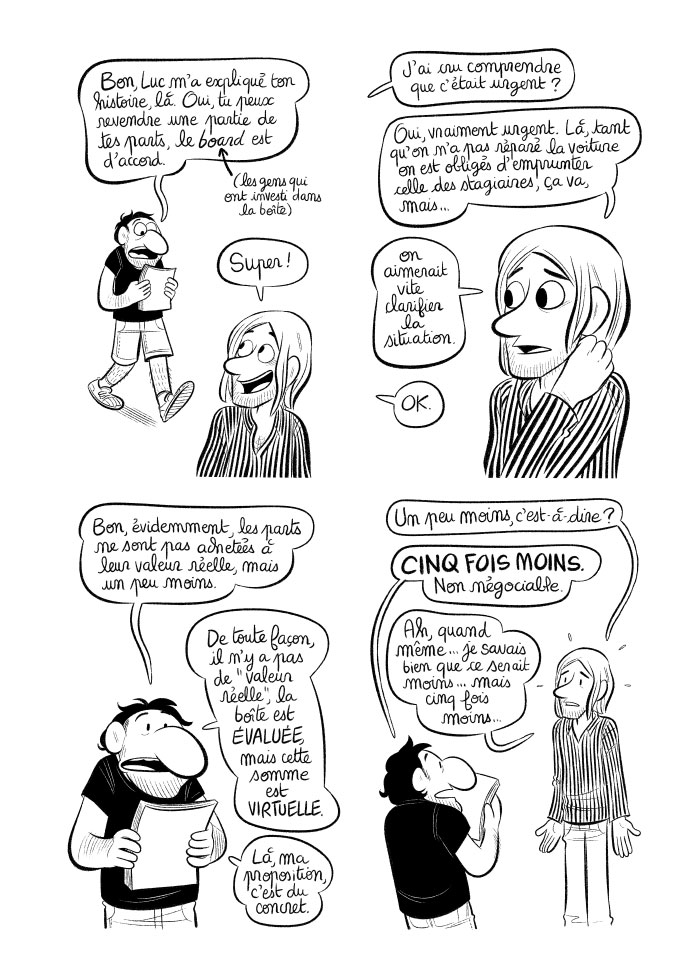 Bon, Luc m'a expliqué ton
histoire, là. Oui, tu peux
revendre une partie de
tes parts, le board est
d'accord.
(les gens qui
ont investi dans
la boîte)
Super !
J'ai cru comprendre
que c'était urgent ?
Oui, vraiment urgent. Là, tant
qu'on n'a pas réparé la voiture
on est obligés d'emprunter
celle des stagiaires, ça va,
mais...
on
aimerait
vite
clarifier
la
situation.
OK.
Bon, évidemment, les parts
ne sont pas achetées à
leur valeur réelle, mais
un peu moins.
De toute façon,
il n'y a pas
de "valeur
réelle", la
boîte est
ÉVALUÉE,
mais cette
somme
est
VIRTUELLE.
Là, ma
proposition,
c'est du
concret.
Un peu moins, c'est-à-dire ?
CINQ FOIS MOINS.
Non négociable.
Ah, quand
même... je savais
bien que ce serait
moins... mais
cinq fois
moins...